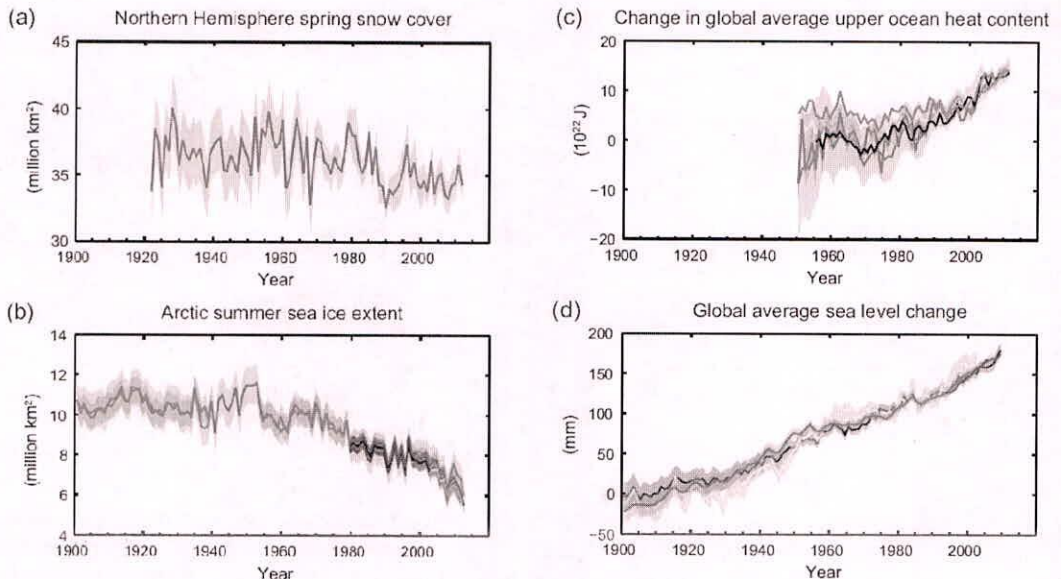 (a) Northern Hemisphere spring snow cover
(million km²)
45
40
35
30
1900 1920 1940 1960 1980 2000
Year
(b) Arctic summer sea ice extent
(million km²)
14
12
10
8
6
4
1900 1920 1940 1960 1980 2000
Year
(c) Change in global average upper ocean heat content
(10²² J)
20
10
0
−10
−20
1900 1920 1940 1960 1980 2000
Year
(d) Global average sea level change
(mm)
200
150
100
50
0
−50
1900 1920 1940 1960 1980 2000
Year